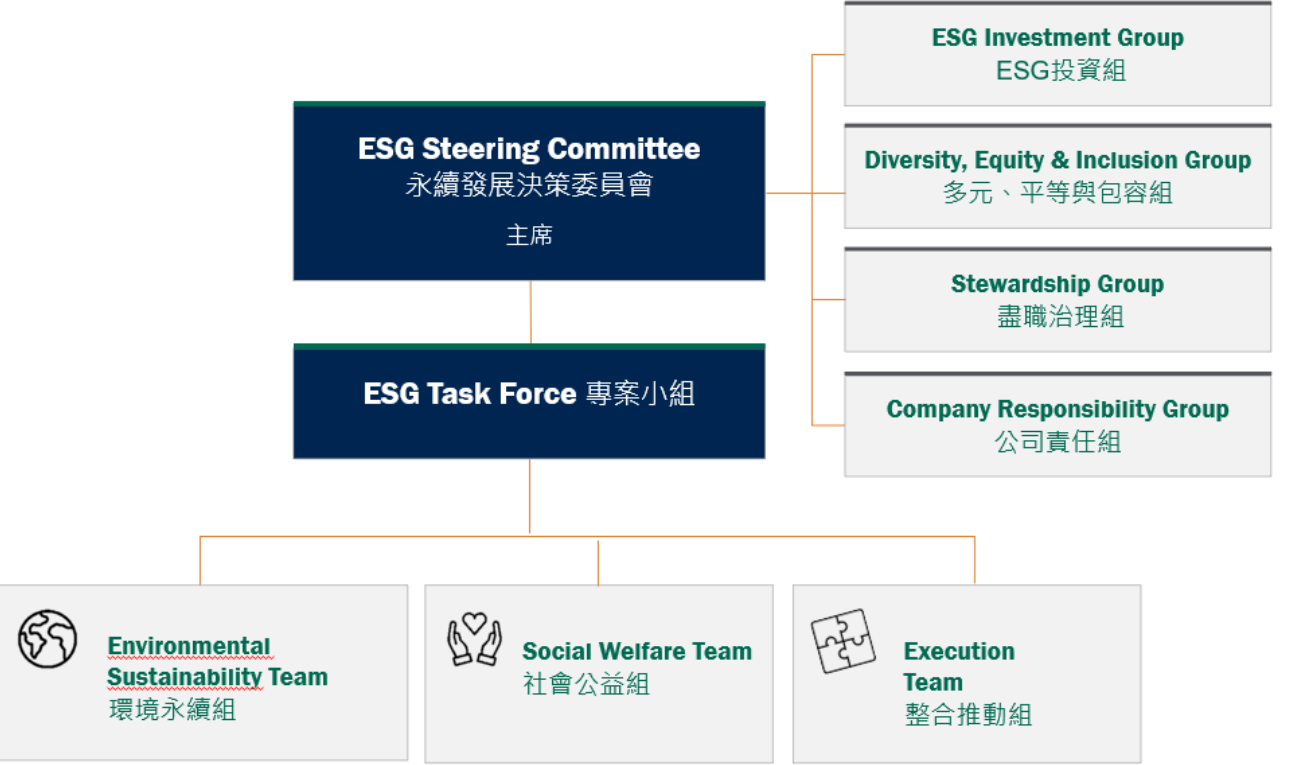 ESG Steering Committee
永續發展決策委員會
主席
ESG Investment Group
ESG投資組
Diversity, Equity & Inclusion Group
多元、平等與包容組
Stewardship Group
盡職治理組
Company Responsibility Group
公司責任組
ESG Task Force 專案小組
Environmental
Sustainability Team
環境永續組
Social Welfare Team
社會公益組
Execution
Team
整合推動組